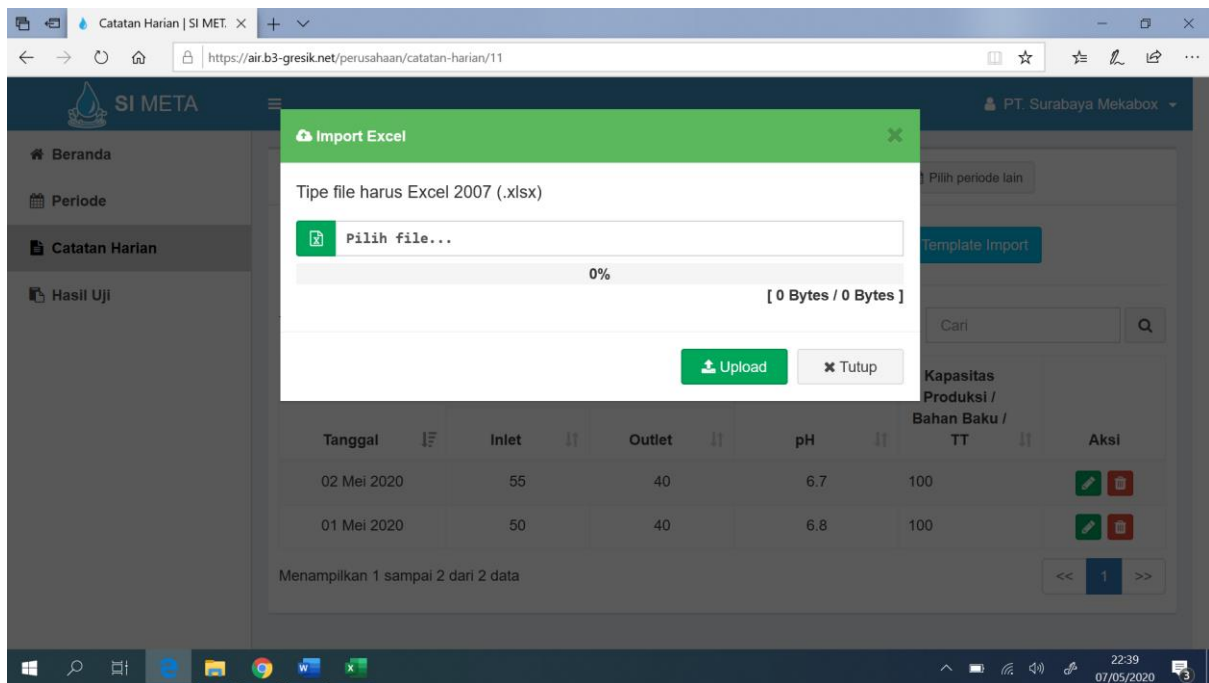 Catatan Harian | SI MET.
https://air.b3-gresik.net/perusahaan/catatan-harian/11
SI META
PT. Surabaya Mekabox
Import Excel
Beranda
Tipe file harus Excel 2007 (.xlsx)
Pilih periode lain
Periode
Pilih file...
Catatan Harian
Template Import
0%
[ 0 Bytes / 0 Bytes ]
Hasil Uji
Cari
Upload
Tutup
Kapasitas
Produksi /
Bahan Baku /
Tanggal Inlet Outlet pH TT Aksi
02 Mei 2020 55 40 6.7 100
01 Mei 2020 50 40 6.8 100
Menampilkan 1 sampai 2 dari 2 data
<< 1 >>
22:39
07/05/2020
3